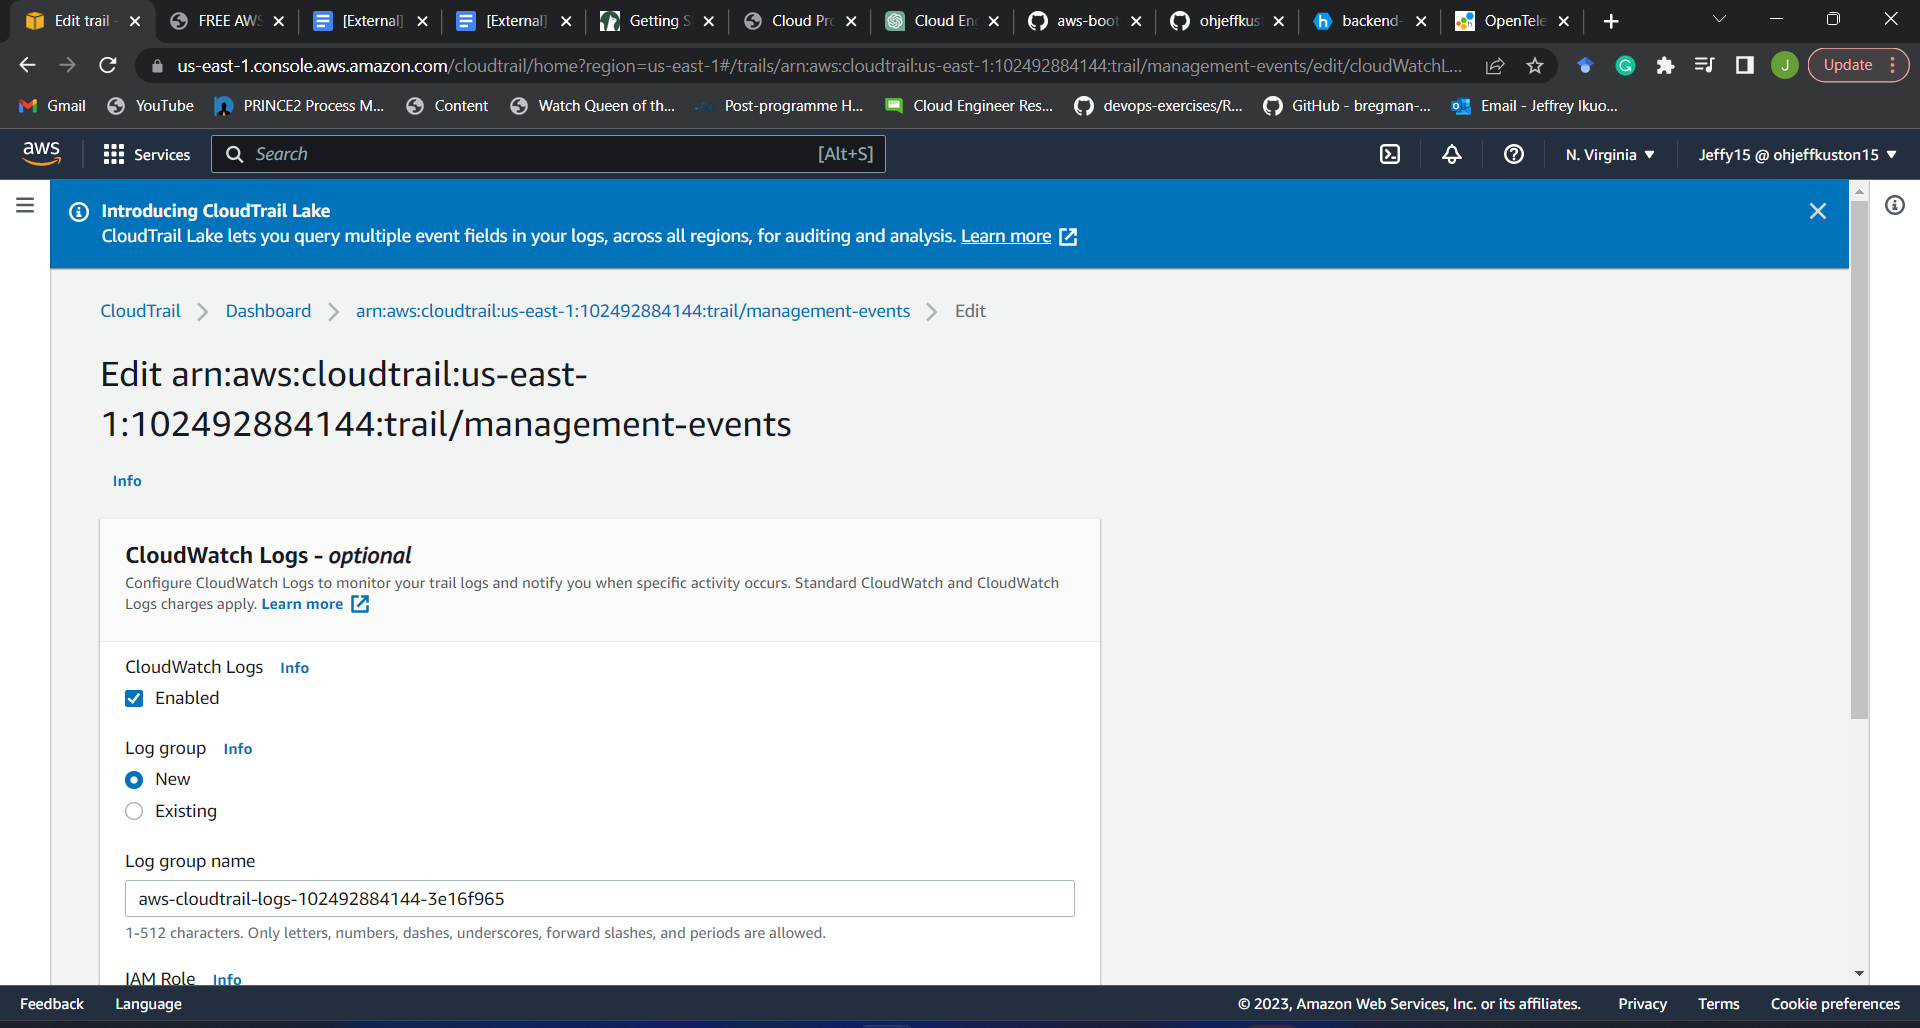 Edit trail -
FREE AWS
[External]
[External]
Getting S
Cloud Pro
Cloud En
aws-boot
ohjeffkus
backend-
OpenTele
us-east-1.console.aws.amazon.com/cloudtrail/home?region=us-east-1#/trails/arn:aws:cloudtrail:us-east-1:102492884144:trail/management-events/edit/cloudWatchL...
J
Update
Gmail
YouTube
PRINCE2 Process M...
Content
Watch Queen of th...
Post-programme H...
Cloud Engineer Res...
devops-exercises/R...
GitHub - bregman-...
Email - Jeffrey Ikuo...
aws
Services
Search
[Alt+S]
N. Virginia
Jeffy15 @ ohjeffkuston15
Introducing CloudTrail Lake
CloudTrail Lake lets you query multiple event fields in your logs, across all regions, for auditing and analysis. Learn more
CloudTrail
Dashboard
arn:aws:cloudtrail:us-east-1:102492884144:trail/management-events
Edit
Edit arn:aws:cloudtrail:us-east-
1:102492884144:trail/management-events
Info
CloudWatch Logs - optional
Configure CloudWatch Logs to monitor your trail logs and notify you when specific activity occurs. Standard CloudWatch and CloudWatch
Logs charges apply. Learn more
CloudWatch Logs Info
Enabled
Log group Info
New
Existing
Log group name
aws-cloudtrail-logs-102492884144-3e16f965
1-512 characters. Only letters, numbers, dashes, underscores, forward slashes, and periods are allowed.
IAM Role Info
Feedback
Language
© 2023, Amazon Web Services, Inc. or its affiliates.
Privacy
Terms
Cookie preferences